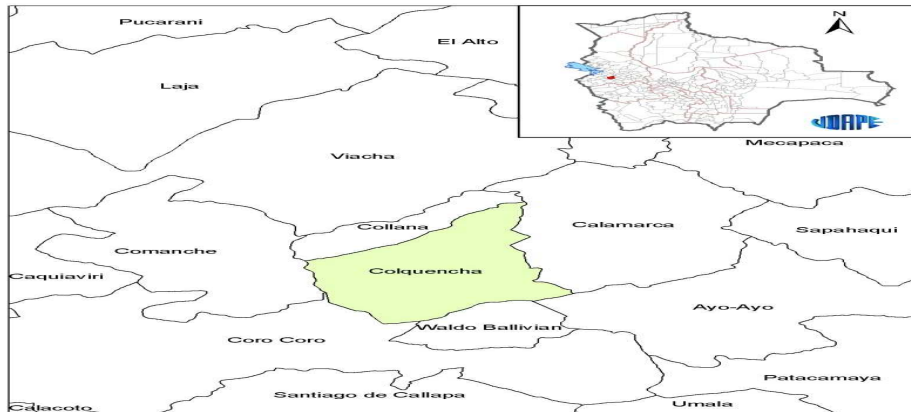 Pucarani
El Alto
N
Laja
UDAPE
Viacha
Mecapaca
Collana
Calamarca
Sapahaqui
Comanche
Colquencha
Caquiaviri
Ayo-Ayo
Waldo Ballivian
Coro Coro
Patacamaya
Santiago de Callapa
Umala
Calacoto